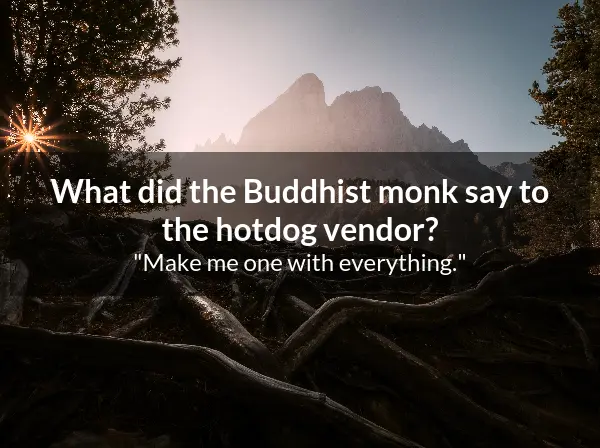 What did the Buddhist monk say to
the hotdog vendor?
"Make me one with everything."